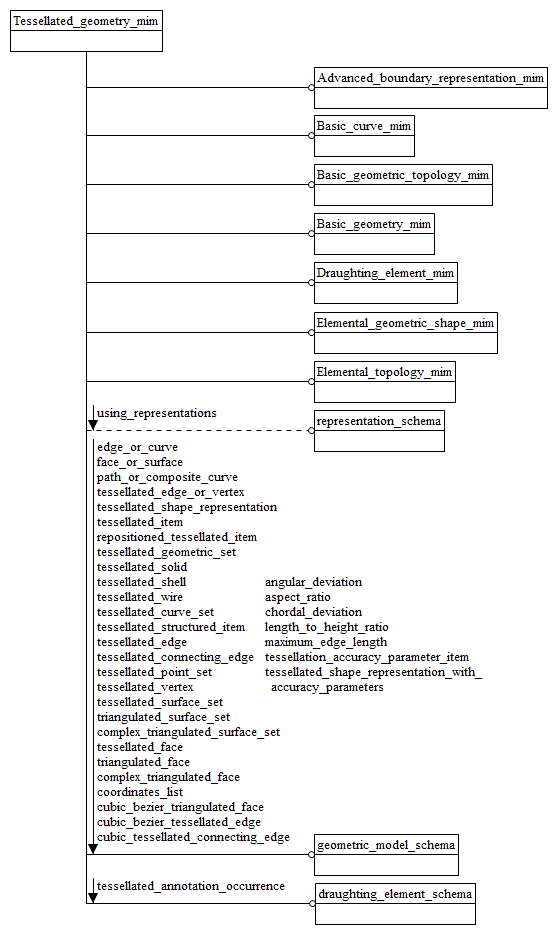 Tessellated_geometry_mim
Advanced_boundary_representation_mim
Basic_curve_mim
Basic_geometric_topology_mim
Basic_geometry_mim
Draughting_element_mim
Elemental_geometric_shape_mim
Elemental_topology_mim
using_representations
representation_schema
edge_or_curve
face_or_surface
path_or_composite_curve
tessellated_edge_or_vertex
tessellated_shape_representation
tessellated_item
repositioned_tessellated_item
tessellated_geometric_set
tessellated_solid
tessellated_shell angular_deviation
tessellated_wire aspect_ratio
tessellated_curve_set chordal_deviation
tessellated_structured_item length_to_height_ratio
tessellated_edge maximum_edge_length
tessellated_connecting_edge tessellation_accuracy_parameter_item
tessellated_point_set tessellated_shape_representation_with_
tessellated_vertex accuracy_parameters
tessellated_surface_set
triangulated_surface_set
complex_triangulated_surface_set
tessellated_face
triangulated_face
complex_triangulated_face
coordinates_list
cubic_bezier_triangulated_face
cubic_bezier_tessellated_edge
cubic_tessellated_connecting_edge
geometric_model_schema
tessellated_annotation_occurrence
draughting_element_schema